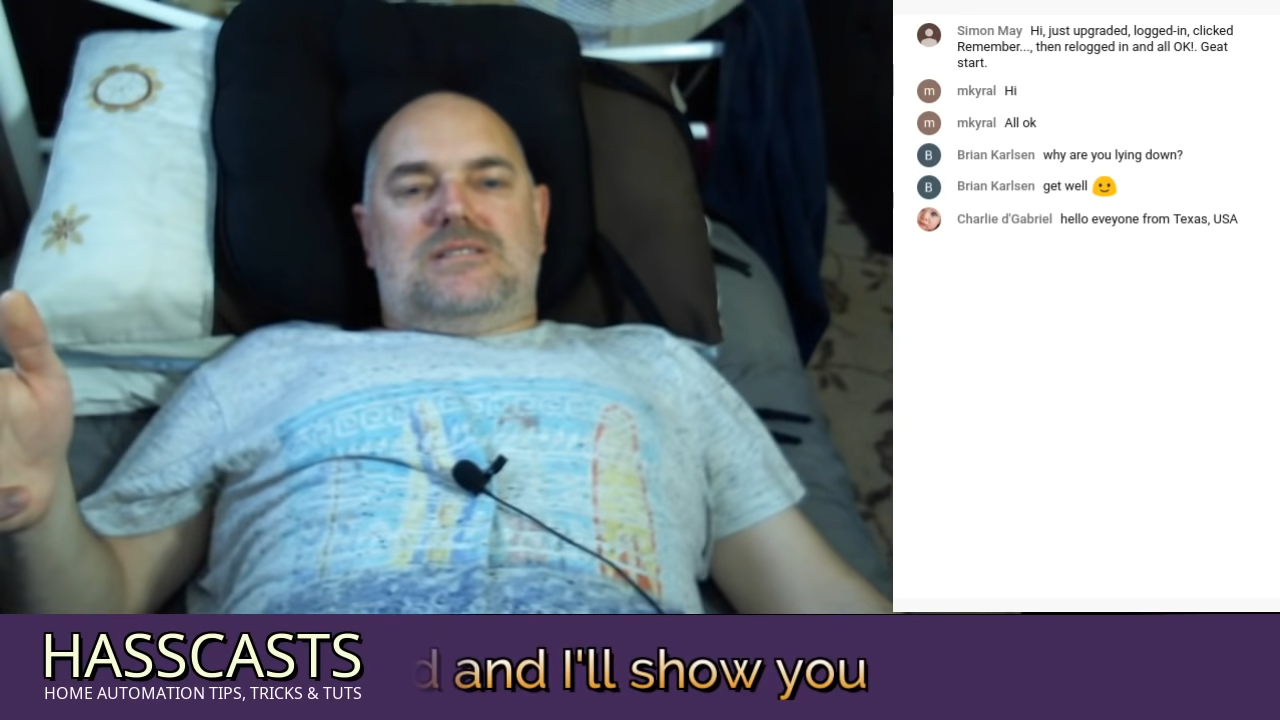 Simon May Hi, just upgraded, logged-in, clicked
Remember..., then relogged in and all OK!. Geat
start.
m mkyral Hi
m mkyral All ok
B Brian Karlsen why are you lying down?
B Brian Karlsen get well
Charlie d'Gabriel hello eveyone from Texas, USA
HASSCASTS
HOME AUTOMATION TIPS, TRICKS & TUTS
d and I'll show you